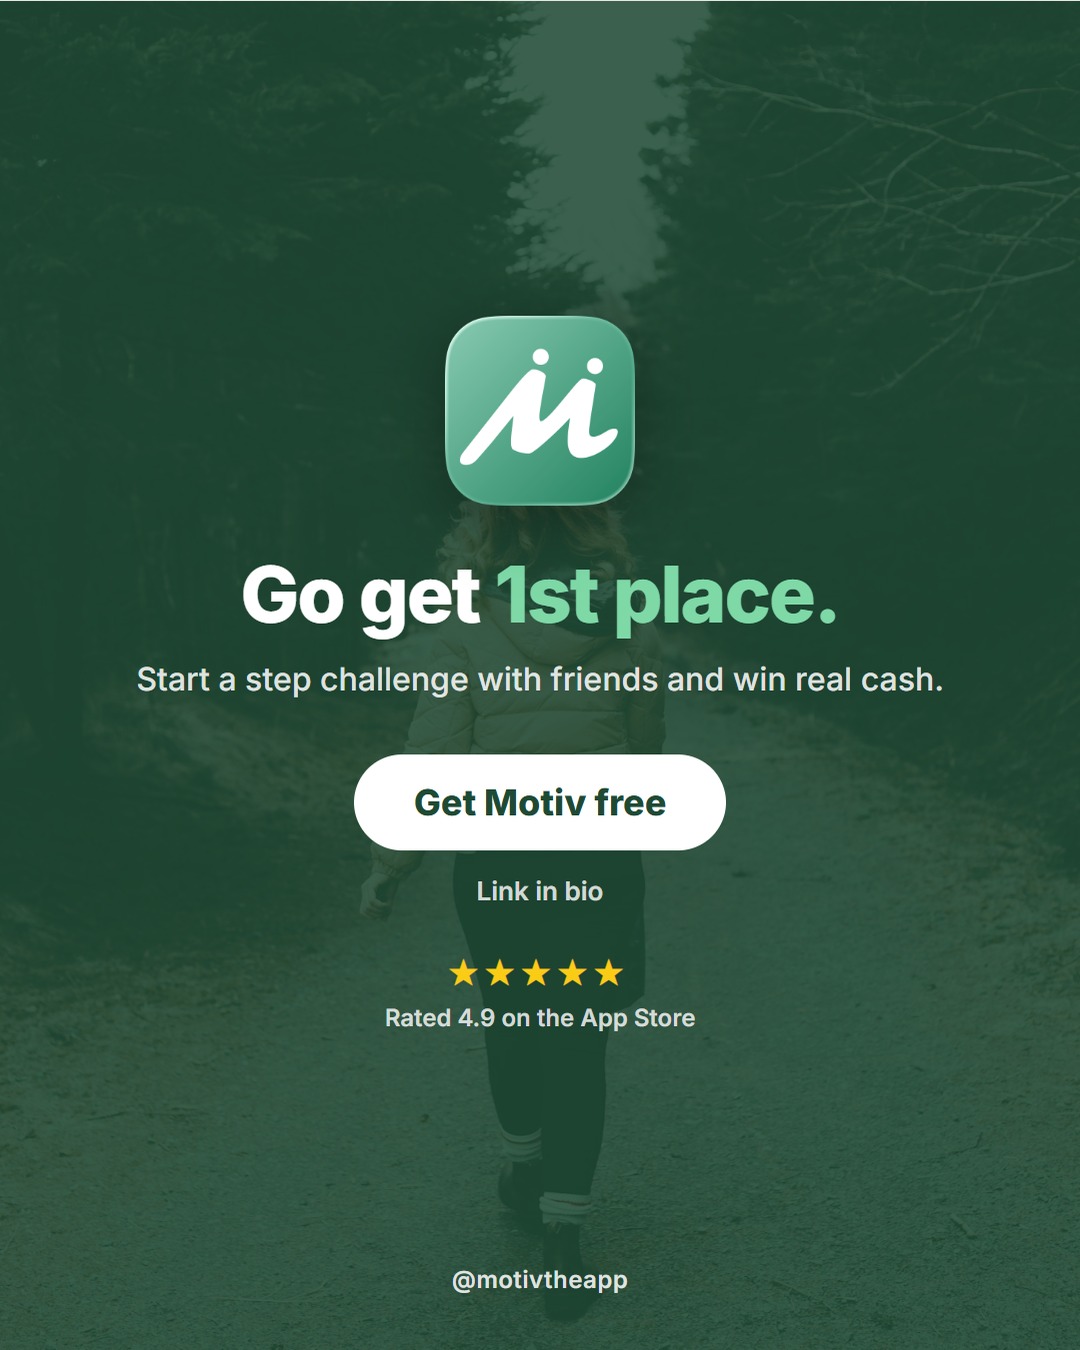 Go get 1st place.
Start a step challenge with friends and win real cash.
Get Motiv free
Link in bio
Rated 4.9 on the App Store
@motivtheapp